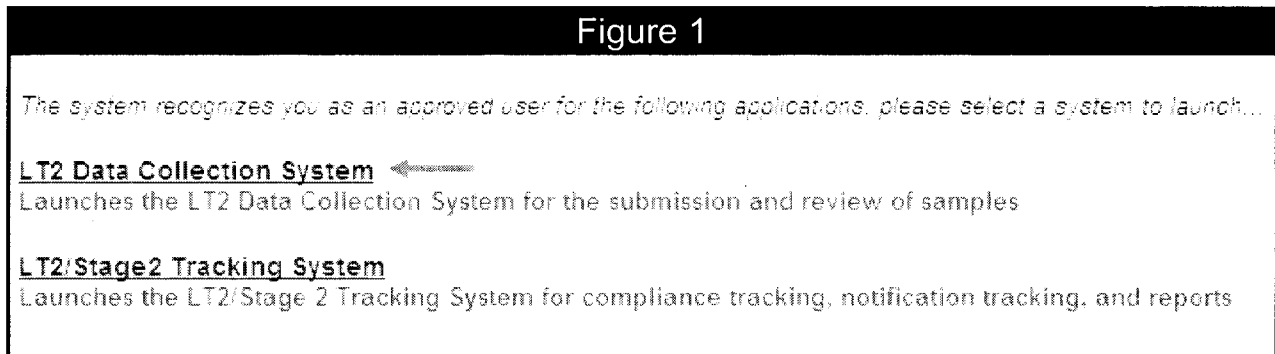 Figure 1
The system recognizes you as an approved user for the following applications, please select a system to launch...
LT2 Data Collection System
Launches the LT2 Data Collection System for the submission and review of samples
LT2/Stage2 Tracking System
Launches the LT2/Stage 2 Tracking System for compliance tracking, notification tracking, and reports